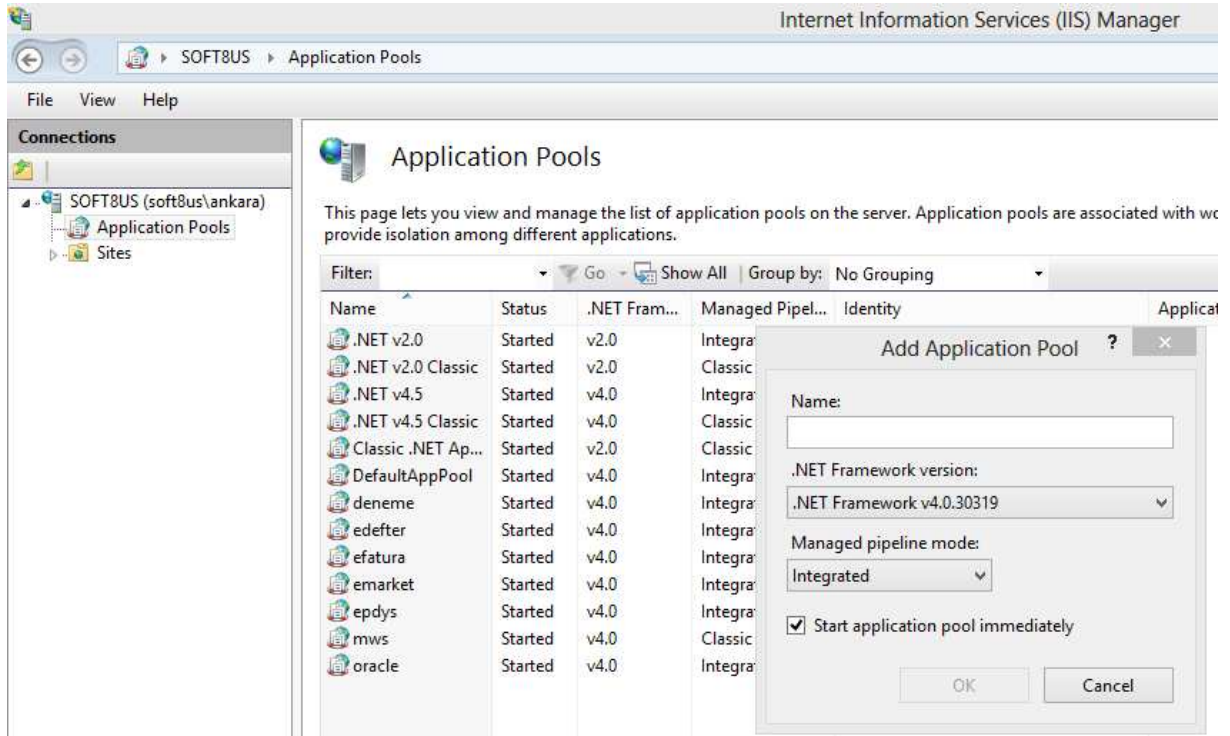 Internet Information Services (IIS) Manager
SOFT8US Application Pools
File View Help
Connections
SOFT8US (soft8us\ankara)
Application Pools
Sites
Application Pools
This page lets you view and manage the list of application pools on the server. Application pools are associated with wo
provide isolation among different applications.
Filter: Go Show All Group by: No Grouping
Name Status .NET Fram... Managed Pipel... Identity Applicat
.NET v2.0 Started v2.0 Integra
.NET v2.0 Classic Started v2.0 Classic
.NET v4.5 Started v4.0 Integra
.NET v4.5 Classic Started v4.0 Classic
Classic .NET Ap... Started v2.0 Classic
DefaultAppPool Started v4.0 Integra
deneme Started v4.0 Integra
edefter Started v4.0 Integra
efatura Started v4.0 Integra
emarket Started v4.0 Integra
epdys Started v4.0 Integra
mws Started v4.0 Classic
oracle Started v4.0 Integra
Add Application Pool ?
Name:
.NET Framework version:
.NET Framework v4.0.30319
Managed pipeline mode:
Integrated
Start application pool immediately
OK Cancel